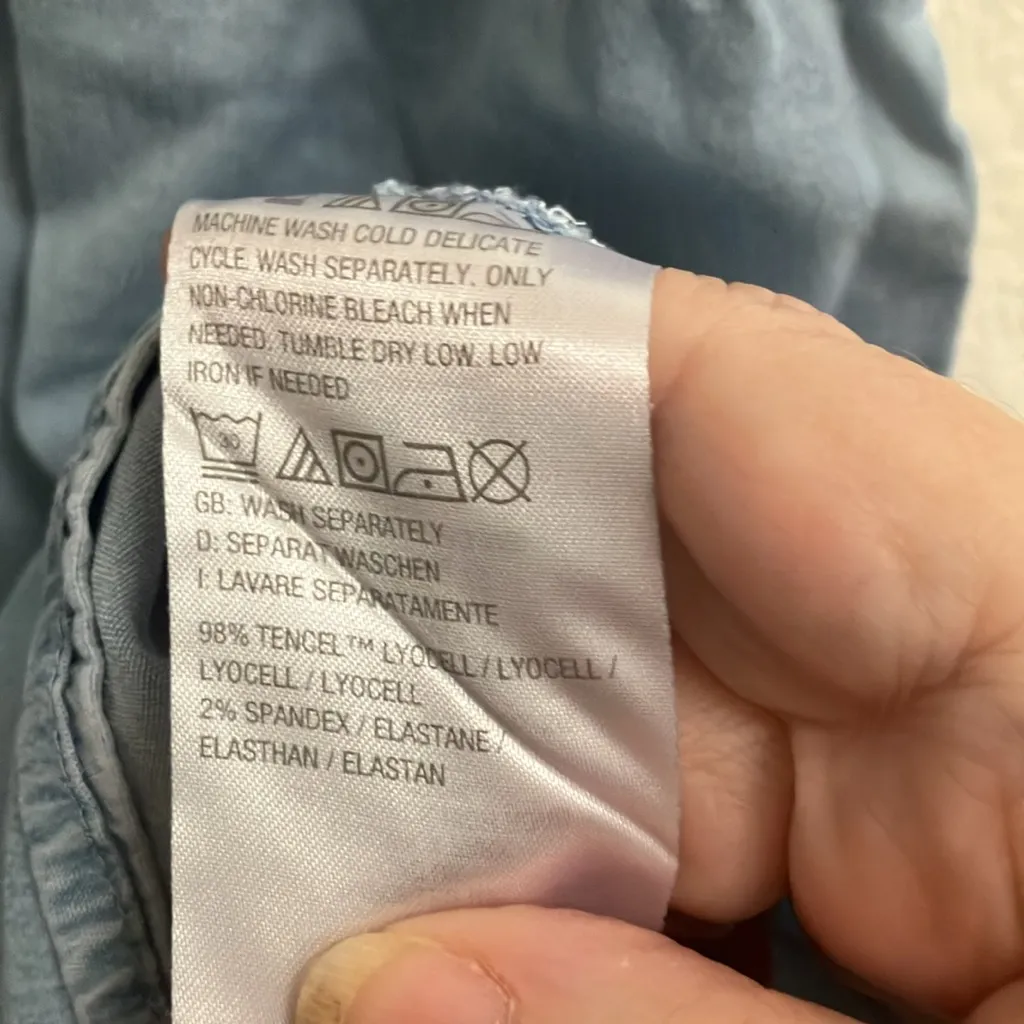 MACHINE WASH COLD DELICATE
CYCLE. WASH SEPARATELY. ONLY
NON-CHLORINE BLEACH WHEN
NEEDED. TUMBLE DRY LOW. LOW
IRON IF NEEDED
30
GB: WASH SEPARATELY
D: SEPARAT WASCHEN
I: LAVARE SEPARATAMENTE
98% TENCEL™ LYOCELL / LYOCELL /
LYOCELL / LYOCELL
2% SPANDEX / ELASTANE /
ELASTHAN / ELASTAN